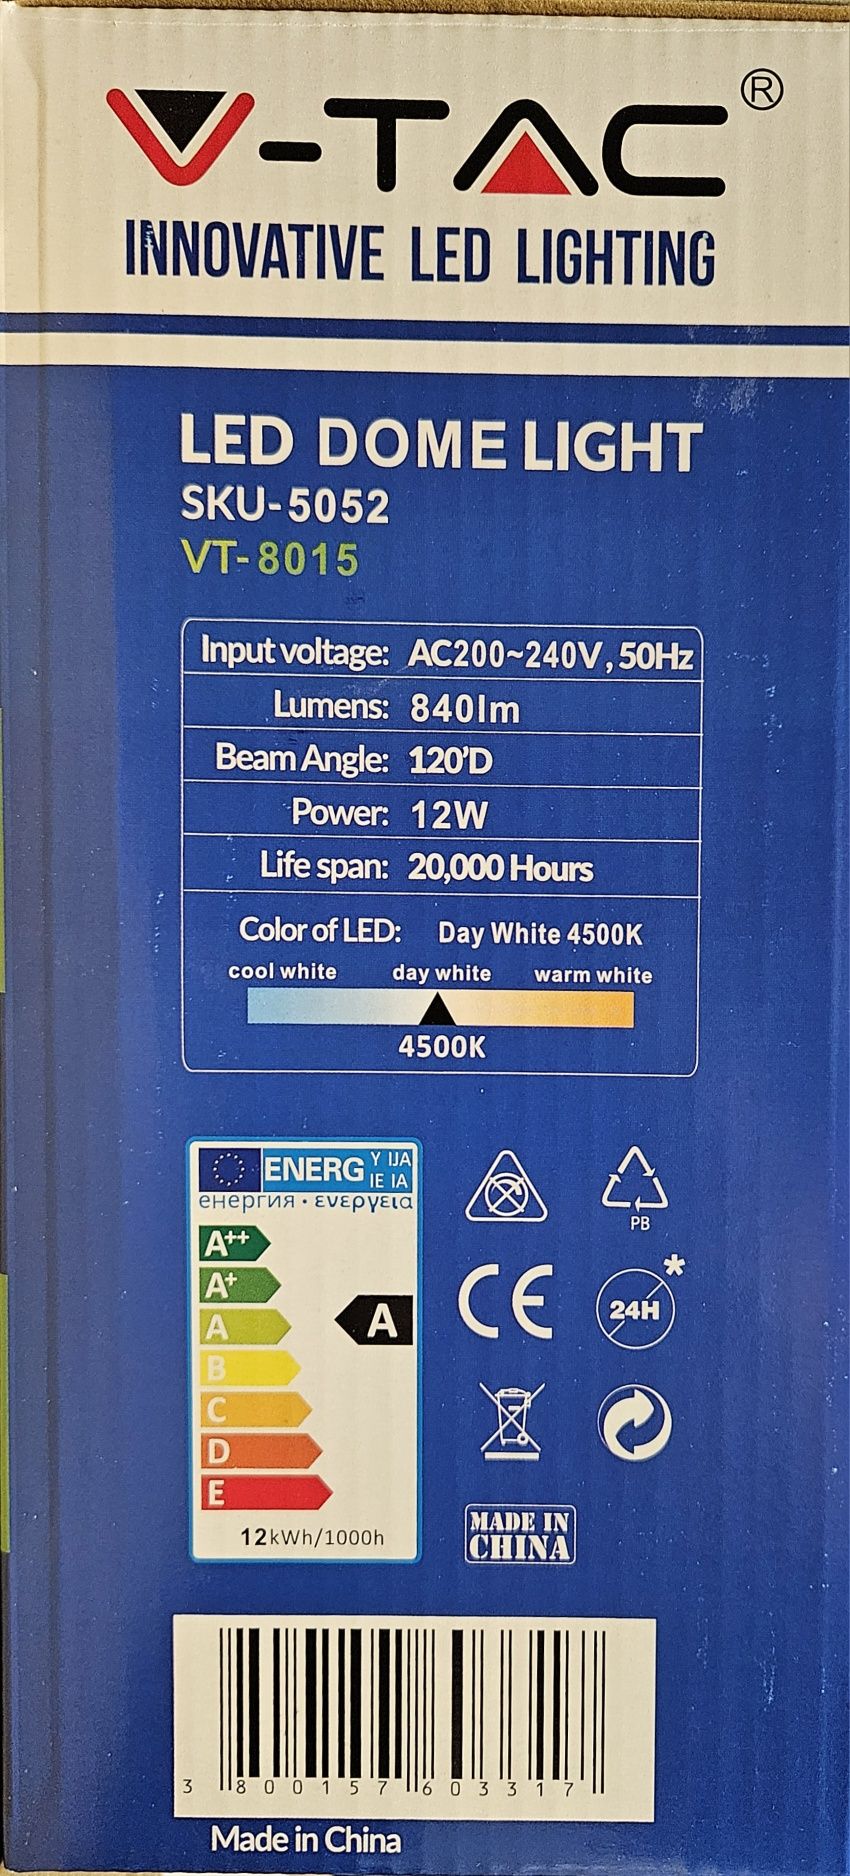 V-TAC®
INNOVATIVE LED LIGHTING
LED DOME LIGHT
SKU-5052
VT-8015
Input voltage: AC200~240V, 50Hz
Lumens: 840lm
Beam Angle: 120'D
Power: 12W
Life span: 20,000 Hours
Color of LED: Day White 4500K
cool white day white warm white
4500K
ENERG Y IJA
IE IA
енергия · ενεργεια
A++
A+
A
A
B
C
D
E
12kWh/1000h
PB
CE
24H*
MADE IN
CHINA
3 800157 603317
Made in China